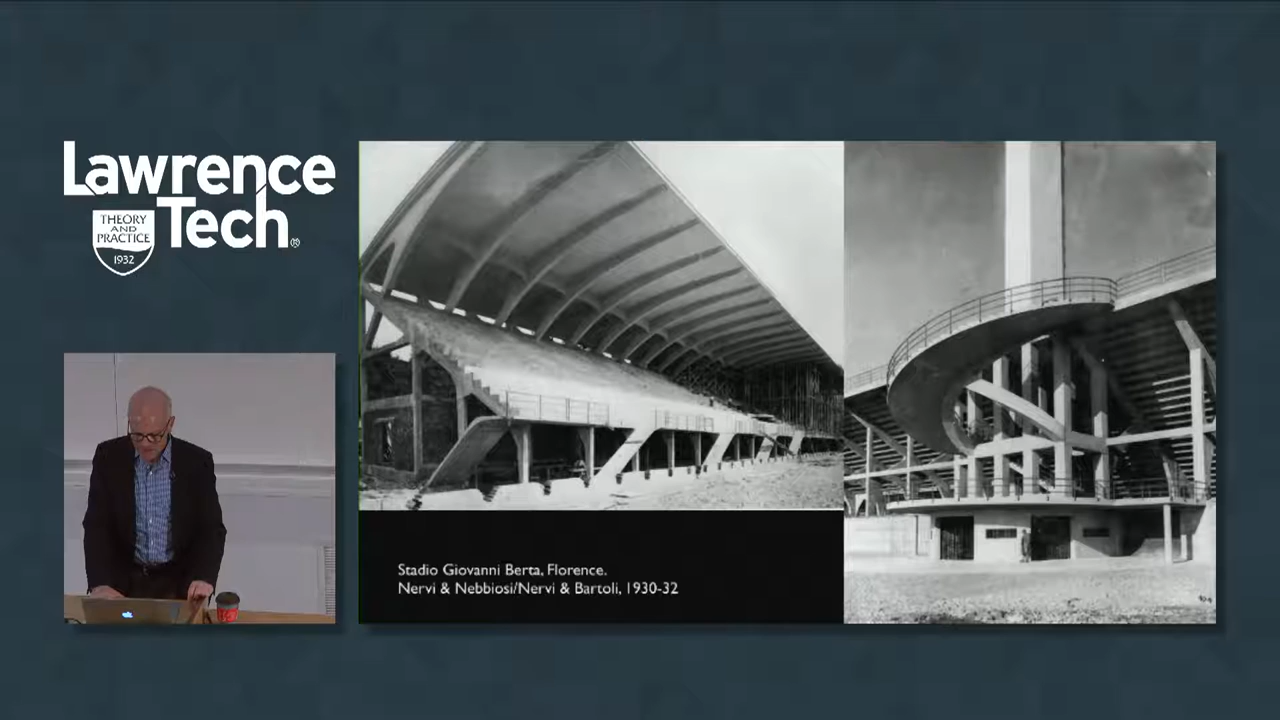 Lawrence
Tech®
THEORY
AND
PRACTICE
1932
Stadio Giovanni Berta, Florence.
Nervi & Nebbiosi/Nervi & Bartoli, 1930-32